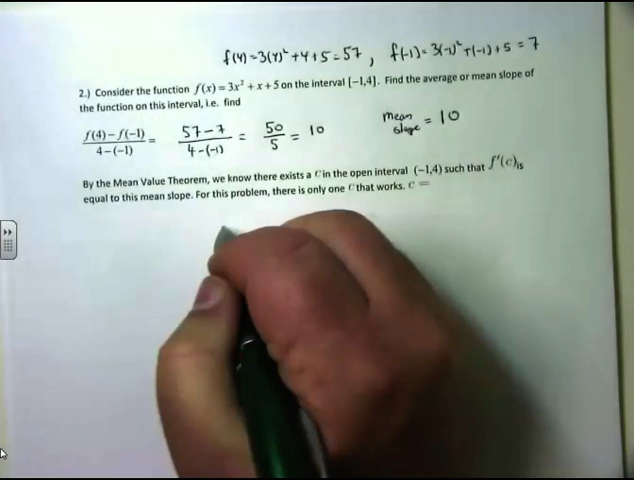 f(4) = 3(4)² + 4 + 5 = 57 , f(-1) = 3(-1)² + (-1) + 5 = 7
2.) Consider the function f(x) = 3x² + x + 5 on the interval [-1,4]. Find the average or mean slope of
the function on this interval, i.e. find
(f(4) - f(-1)) / (4 - (-1)) = (57 - 7) / (4 - (-1)) = 50/5 = 10 mean slope = 10
By the Mean Value Theorem, we know there exists a C in the open interval (-1,4) such that f'(c) is
equal to this mean slope. For this problem, there is only one C that works. C =